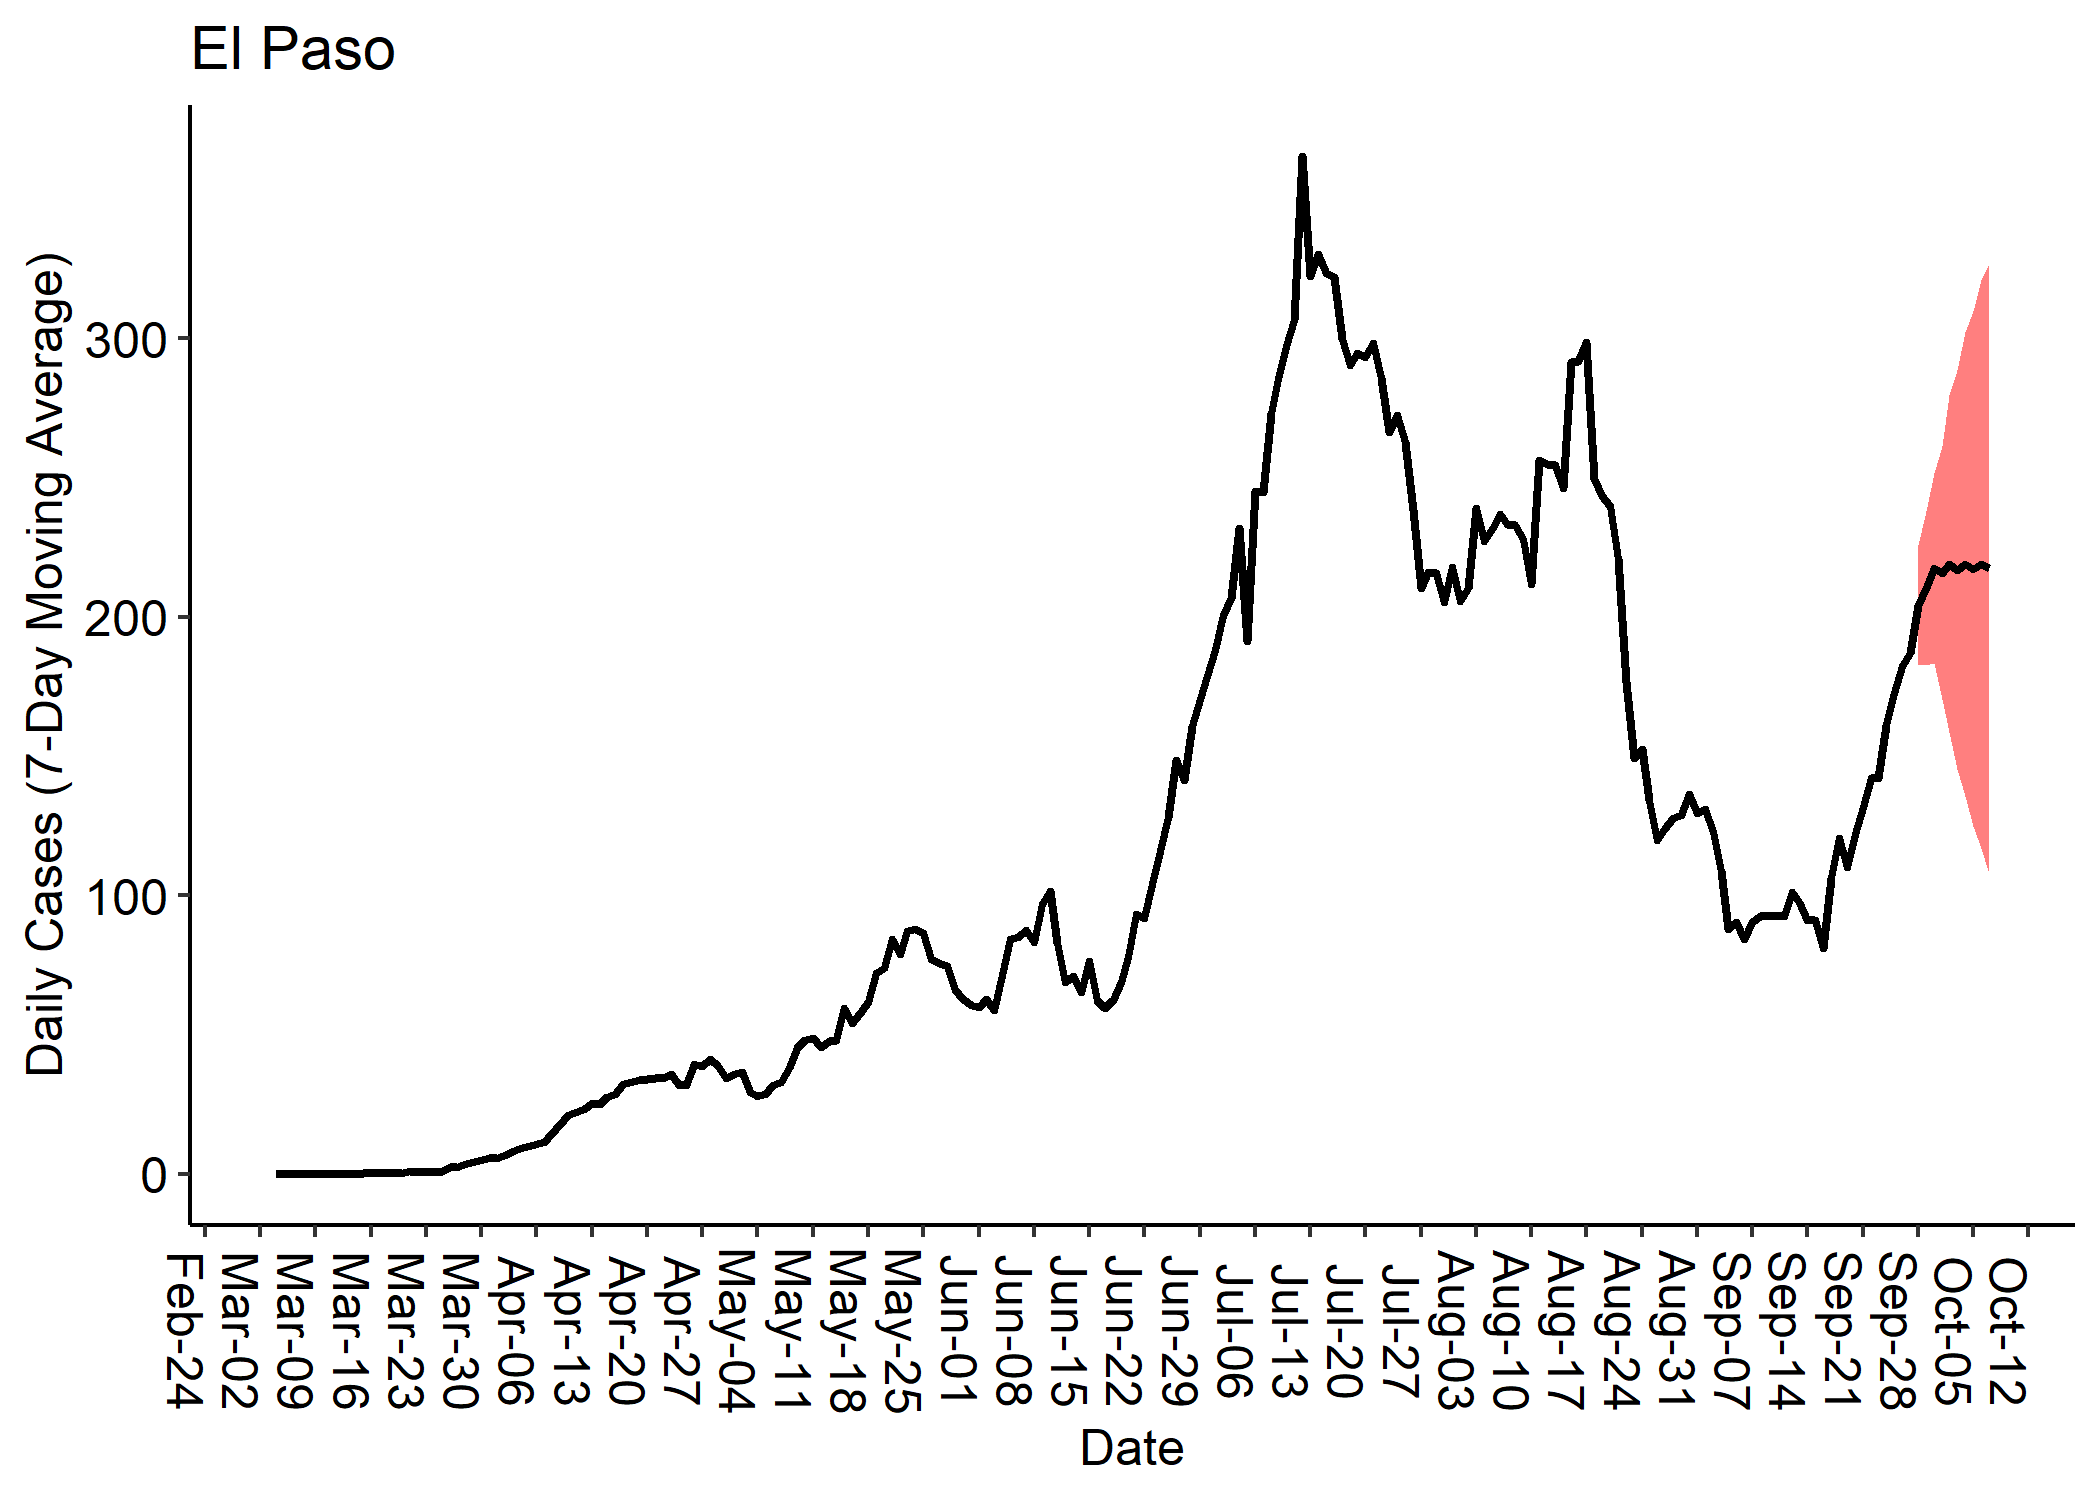 El Paso
Daily Cases (7-Day Moving Average)
300
200
100
0
Feb-24
Mar-02
Mar-09
Mar-16
Mar-23
Mar-30
Apr-06
Apr-13
Apr-20
Apr-27
May-04
May-11
May-18
May-25
Jun-01
Jun-08
Jun-15
Jun-22
Jun-29
Jul-06
Jul-13
Jul-20
Jul-27
Aug-03
Aug-10
Aug-17
Aug-24
Aug-31
Sep-07
Sep-14
Sep-21
Sep-28
Oct-05
Oct-12
Date